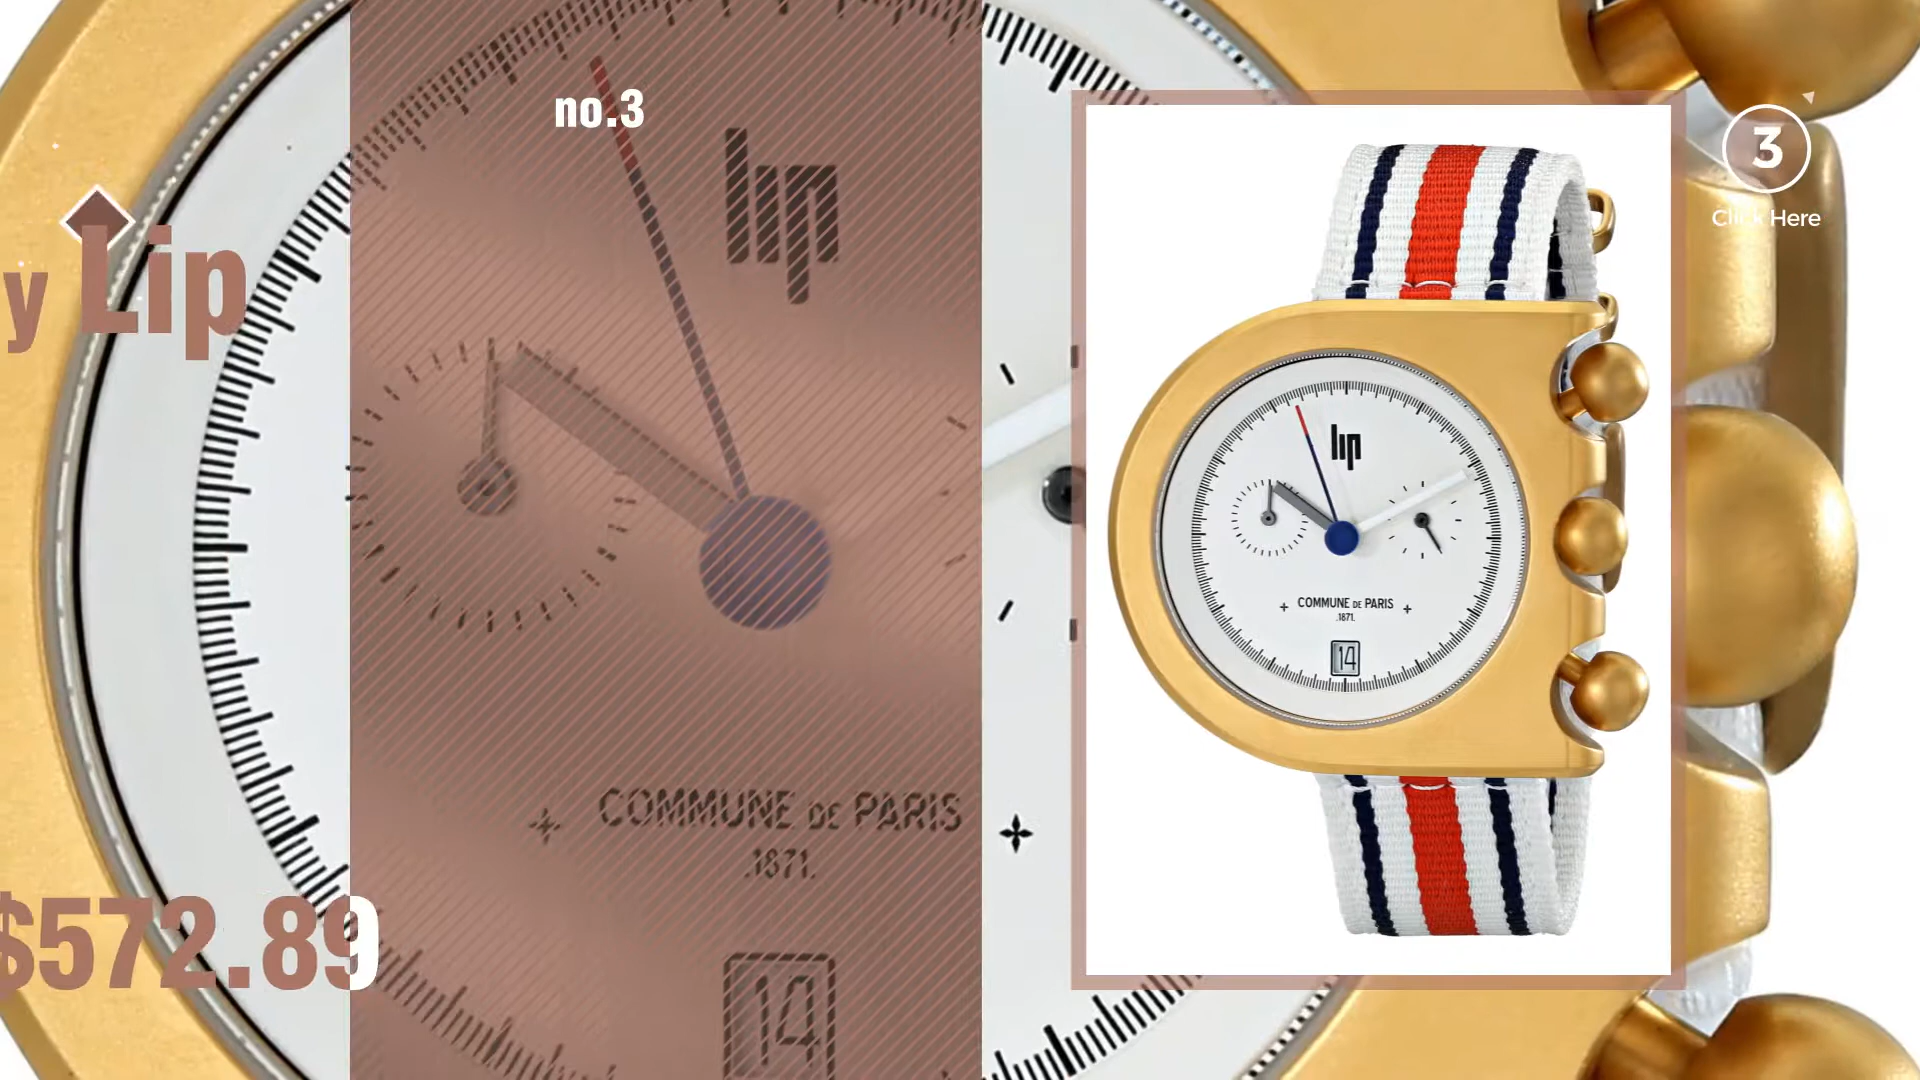 no.3
3
Click Here
y Lip
lip
lip
COMMUNE DE PARIS
.1871.
14
COMMUNE DE PARIS
.1871.
14
$572.89